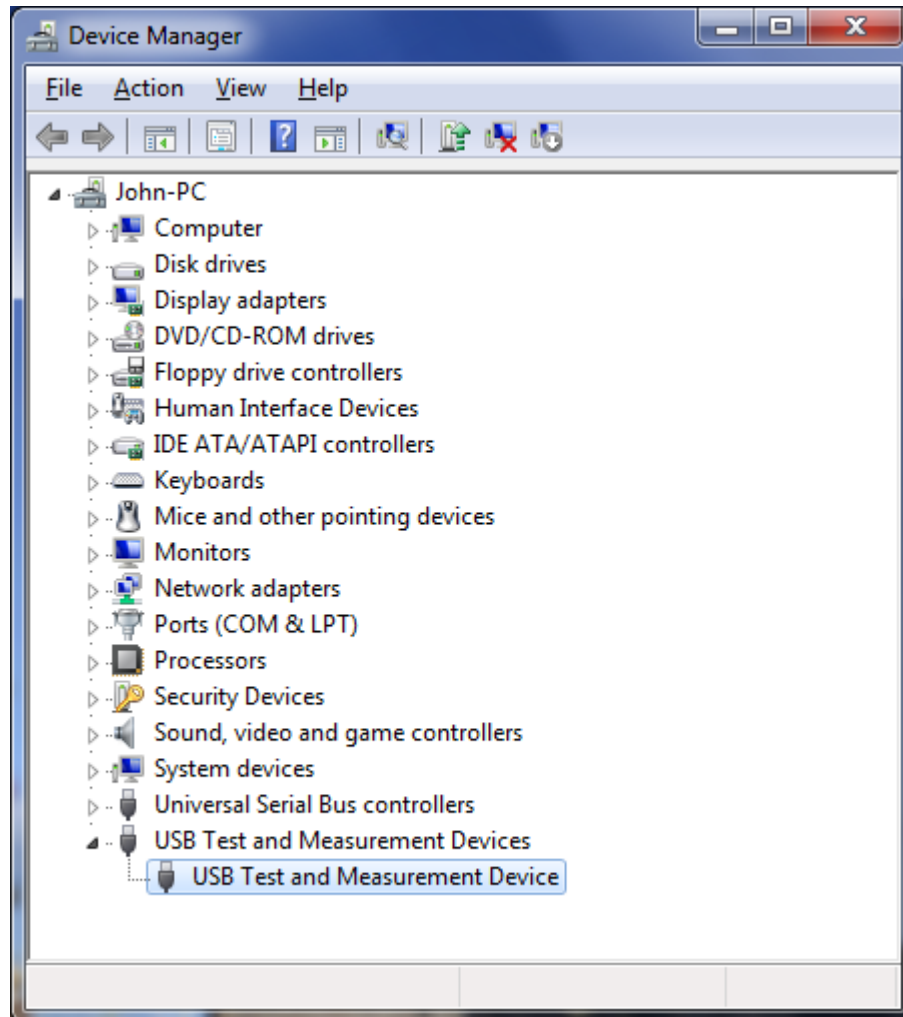 Device Manager
File Action View Help
John-PC
Computer
Disk drives
Display adapters
DVD/CD-ROM drives
Floppy drive controllers
Human Interface Devices
IDE ATA/ATAPI controllers
Keyboards
Mice and other pointing devices
Monitors
Network adapters
Ports (COM & LPT)
Processors
Security Devices
Sound, video and game controllers
System devices
Universal Serial Bus controllers
USB Test and Measurement Devices
USB Test and Measurement Device